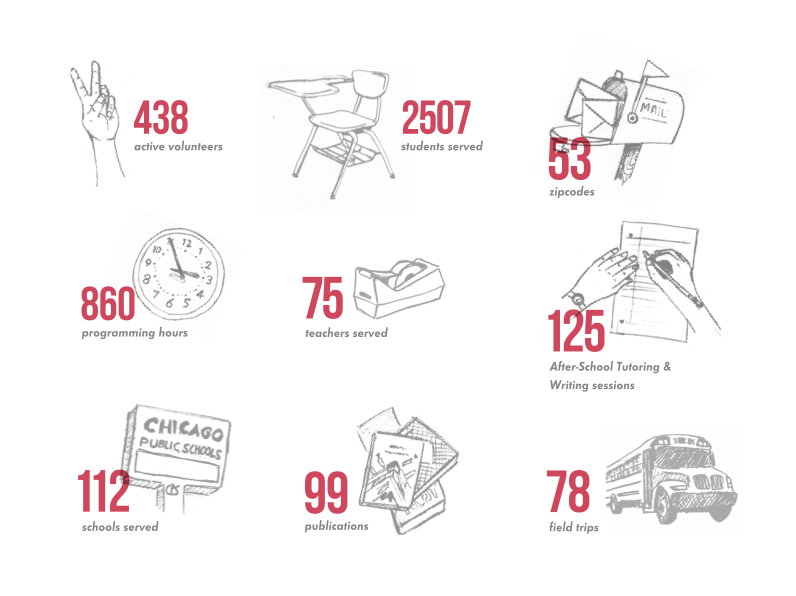 438
active volunteers
2507
students served
MAIL
53
zipcodes
12
1
2
3
4
5
6
7
8
9
10
11
860
programming hours
75
teachers served
125
After-School Tutoring &
Writing sessions
CHICAGO
PUBLIC SCHOOLS
112
schools served
99
publications
78
field trips